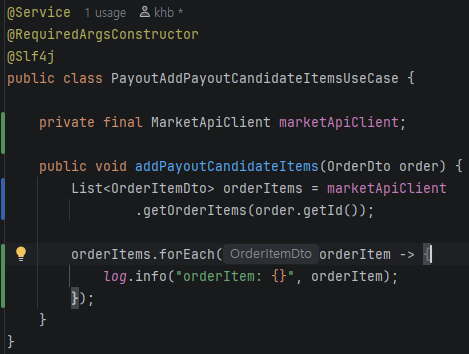 @Service 1 usage khb *
@RequiredArgsConstructor
@Slf4j
public class PayoutAddPayoutCandidateItemsUseCase {
private final MarketApiClient marketApiClient;
public void addPayoutCandidateItems(OrderDto order) {
List<OrderItemDto> orderItems = marketApiClient
.getOrderItems(order.getId());
orderItems.forEach( OrderItemDto orderItem -> {
log.info("orderItem: {}", orderItem);
});
}
}